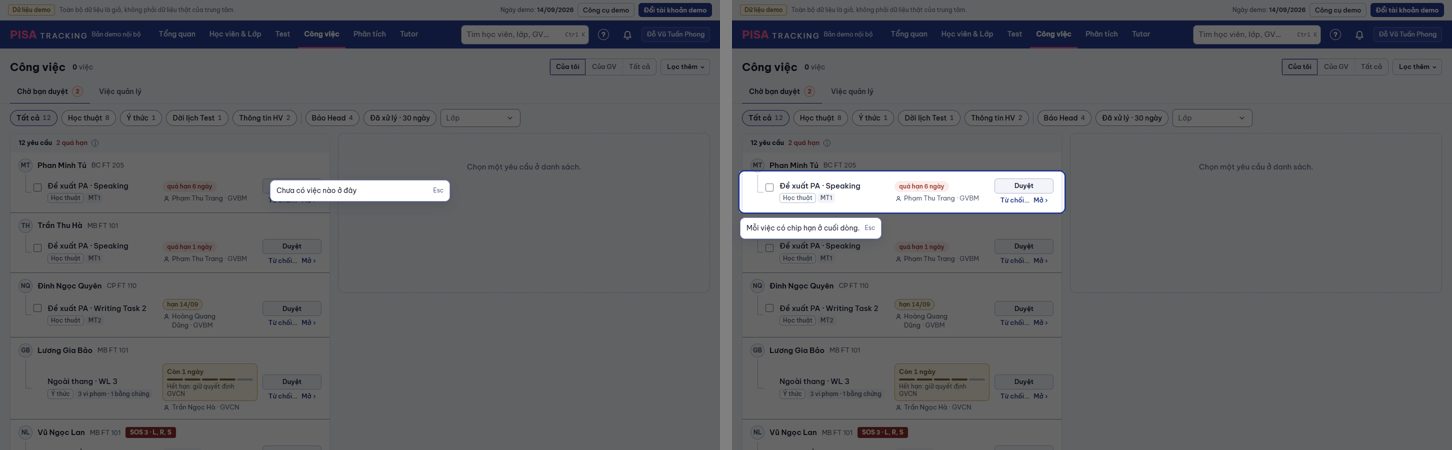 Dữ liệu demo Toàn bộ dữ liệu là giả, không phải dữ liệu thật của trung tâm. Ngày demo: 14/09/2026 Công cụ demo Đổi tài khoản demo
PISA TRACKING Bản demo nội bộ Tổng quan Học viên & Lớp Test Công việc Phân tích Tutor Tìm học viên, lớp, GV... Ctrl K ? Đỗ Vũ Tuấn Phong
Công việc 0 việc Của tôi Của GV Tất cả Lọc thêm
Chờ bạn duyệt 2 Việc quản lý
Tất cả 12 Học thuật 8 Ý thức 1 Dời lịch Test 1 Thông tin HV 2 Báo Head 4 Đã xử lý · 30 ngày Lớp
12 yêu cầu 2 quá hạn
Chọn một yêu cầu ở danh sách.
MT Phan Minh Tú BC FT 205
Đề xuất PA · Speaking quá hạn 6 ngày
Học thuật MT1 Phạm Thu Trang · GVBM
Chưa có việc nào ở đây Esc
TH Trần Thu Hà MB FT 101
Đề xuất PA · Speaking quá hạn 1 ngày Duyệt
Học thuật MT1 Phạm Thu Trang · GVBM Từ chối... Mở ›
NQ Đinh Ngọc Quyên CP FT 110
Đề xuất PA · Writing Task 2 hạn 14/09 Duyệt
Học thuật MT2 Hoàng Quang Dũng · GVBM Từ chối... Mở ›
GB Lương Gia Bảo MB FT 101
Ngoài thang · WL 3 Còn 1 ngày Duyệt
Hết hạn: giữ quyết định GVCN
Ý thức 3 vi phạm · 1 bằng chứng Từ chối... Mở ›
Trần Ngọc Hà · GVCN
NL Vũ Ngọc Lan MB FT 101 SOS 3 · L, R, S
Dữ liệu demo Toàn bộ dữ liệu là giả, không phải dữ liệu thật của trung tâm. Ngày demo: 14/09/2026 Công cụ demo Đổi tài khoản demo
PISA TRACKING Bản demo nội bộ Tổng quan Học viên & Lớp Test Công việc Phân tích Tutor Tìm học viên, lớp, GV... Ctrl K ? Đỗ Vũ Tuấn Phong
Công việc 0 việc Của tôi Của GV Tất cả Lọc thêm
Chờ bạn duyệt 2 Việc quản lý
Tất cả 12 Học thuật 8 Ý thức 1 Dời lịch Test 1 Thông tin HV 2 Báo Head 4 Đã xử lý · 30 ngày Lớp
12 yêu cầu 2 quá hạn
Chọn một yêu cầu ở danh sách.
MT Phan Minh Tú BC FT 205
Đề xuất PA · Speaking quá hạn 6 ngày Duyệt
Học thuật MT1 Phạm Thu Trang · GVBM Từ chối... Mở ›
Mỗi việc có chip hạn ở cuối dòng. Esc
Đề xuất PA · Speaking quá hạn 1 ngày Duyệt
Học thuật MT1 Phạm Thu Trang · GVBM Từ chối... Mở ›
NQ Đinh Ngọc Quyên CP FT 110
Đề xuất PA · Writing Task 2 hạn 14/09 Duyệt
Học thuật MT2 Hoàng Quang Dũng · GVBM Từ chối... Mở ›
GB Lương Gia Bảo MB FT 101
Ngoài thang · WL 3 Còn 1 ngày Duyệt
Hết hạn: giữ quyết định GVCN
Ý thức 3 vi phạm · 1 bằng chứng Từ chối... Mở ›
Trần Ngọc Hà · GVCN
NL Vũ Ngọc Lan MB FT 101 SOS 3 · L, R, S